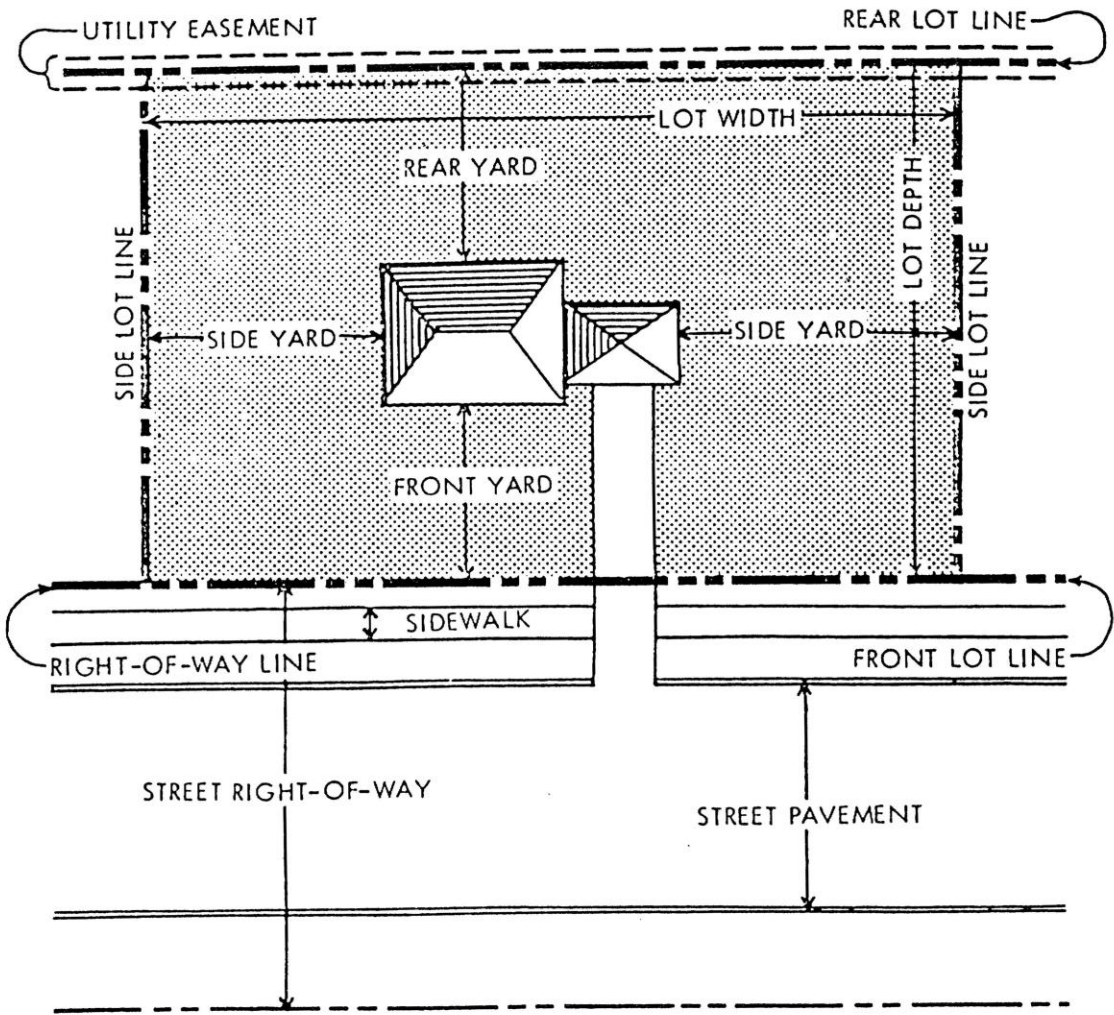 UTILITY EASEMENT
REAR LOT LINE
LOT WIDTH
REAR YARD
LOT DEPTH
SIDE LOT LINE
SIDE YARD
SIDE YARD
SIDE LOT LINE
FRONT YARD
SIDEWALK
RIGHT-OF-WAY LINE
FRONT LOT LINE
STREET RIGHT-OF-WAY
STREET PAVEMENT